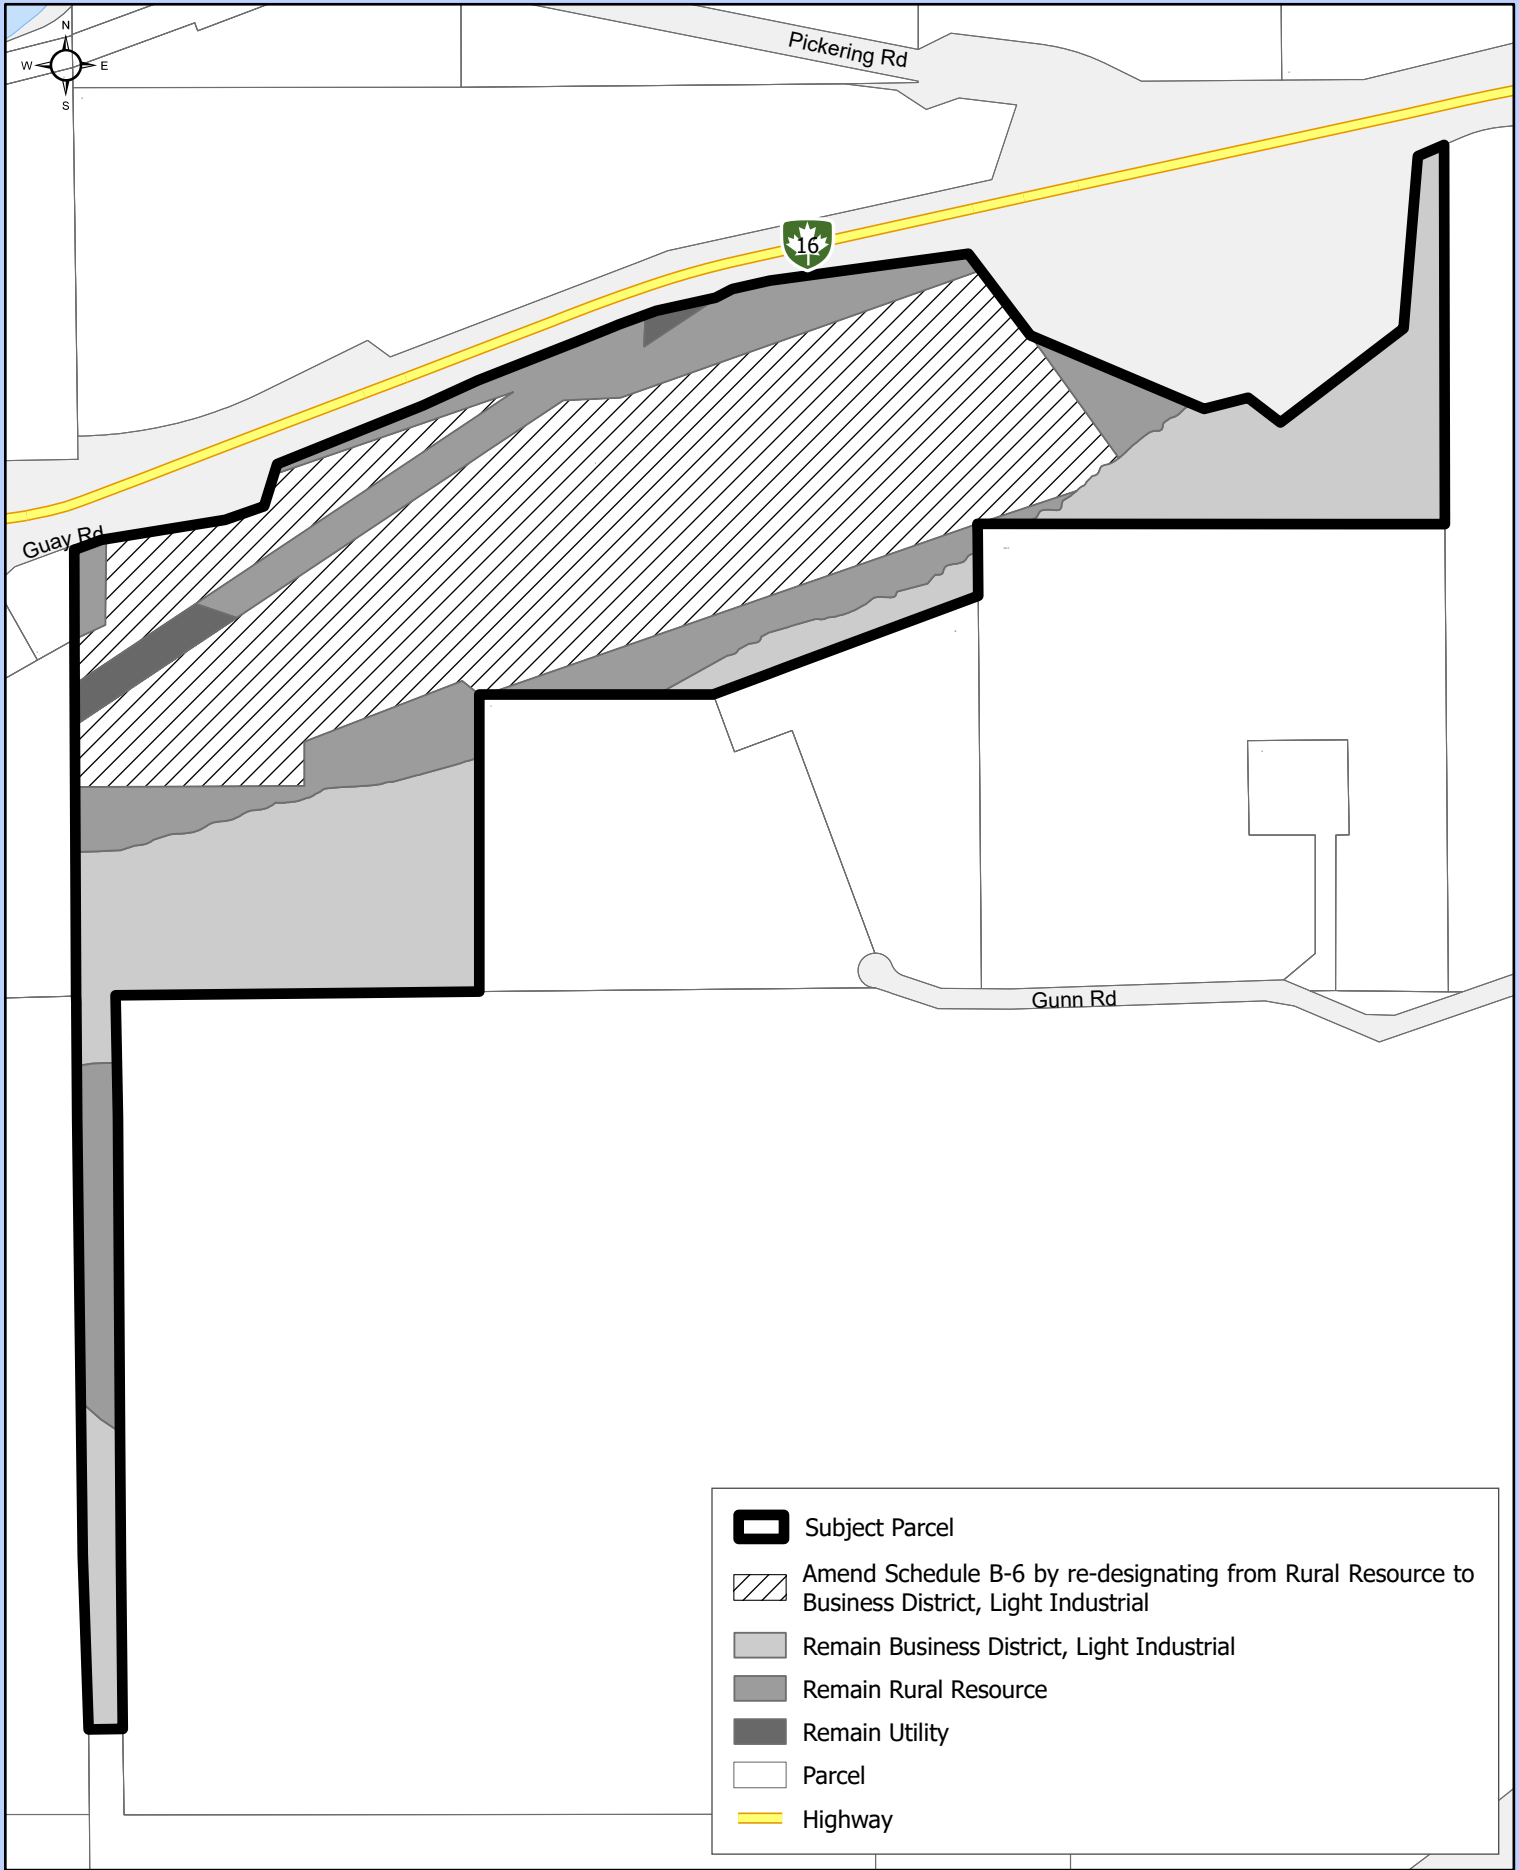 N
W E
S
Pickering Rd
16
Guay Rd
Gunn Rd
Subject Parcel
Amend Schedule B-6 by re-designating from Rural Resource to
Business District, Light Industrial
Remain Business District, Light Industrial
Remain Rural Resource
Remain Utility
Parcel
Highway